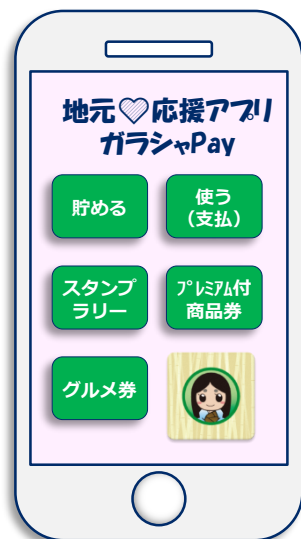 地元♡応援アプリ
ガラシャPay
貯める
使う
(支払)
スタンプ
ラリー
ﾌﾟﾚﾐｱﾑ付
商品券
グルメ券